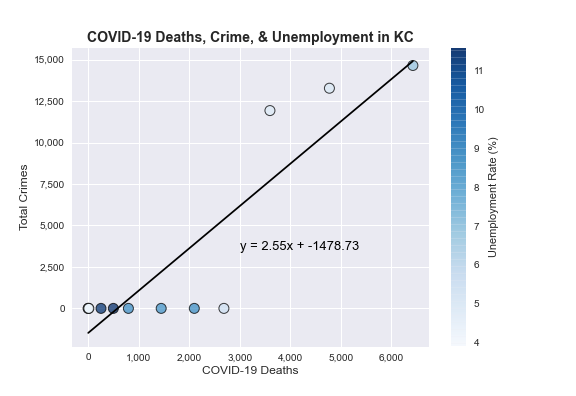 COVID-19 Deaths, Crime, & Unemployment in KC
15,000
12,500
10,000
7,500
5,000
2,500
0
Total Crimes
y = 2.55x + -1478.73
0 1,000 2,000 3,000 4,000 5,000 6,000
COVID-19 Deaths
11
10
9
8
7
6
5
4
Unemployment Rate (%)